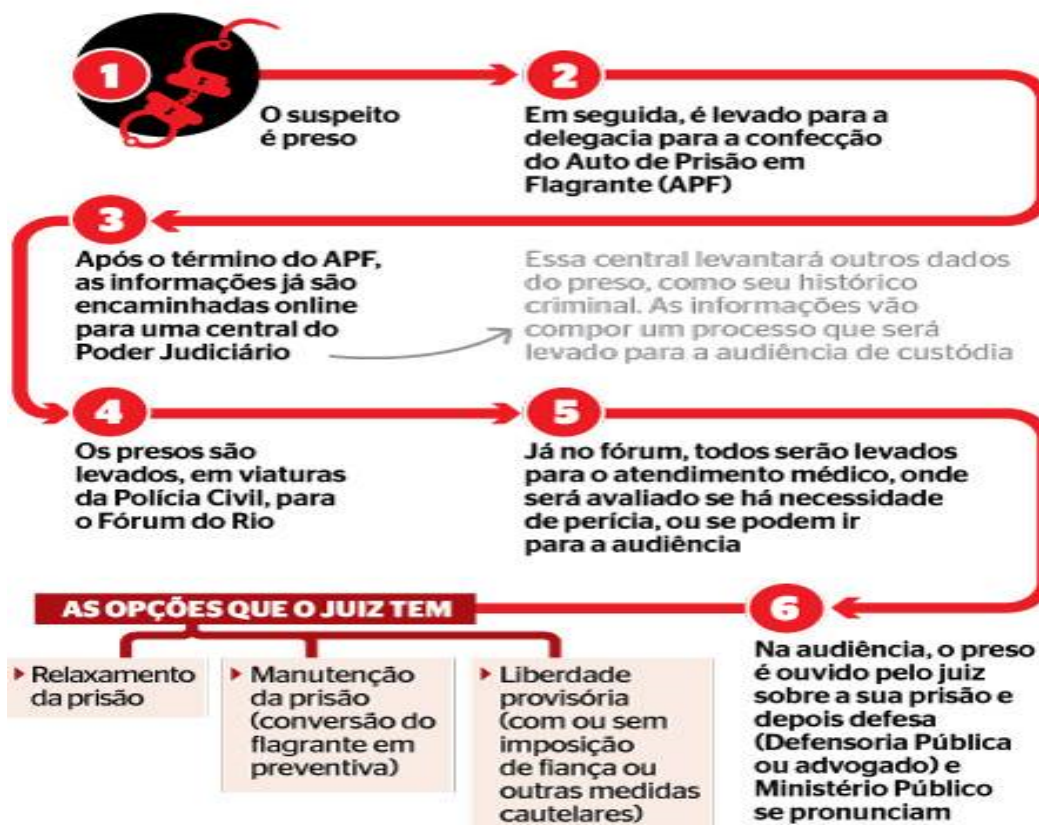 1
O suspeito
é preso
2
Em seguida, é levado para a
delegacia para a confecção
do Auto de Prisão em
Flagrante (APF)
3
Após o término do APF,
as informações já são
encaminhadas online
para uma central do
Poder Judiciário
Essa central levantará outros dados
do preso, como seu histórico
criminal. As informações vão
compor um processo que será
levado para a audiência de custódia
4
Os presos são
levados, em viaturas
da Polícia Civil, para
o Fórum do Rio
5
Já no fórum, todos serão levados
para o atendimento médico, onde
será avaliado se há necessidade
de perícia, ou se podem ir
para a audiência
6
Na audiência, o preso
é ouvido pelo juiz
sobre a sua prisão e
depois defesa
(Defensoria Pública
ou advogado) e
Ministério Público
se pronunciam
AS OPÇÕES QUE O JUIZ TEM
Relaxamento
da prisão
Manutenção
da prisão
(conversão do
flagrante em
preventiva)
Liberdade
provisória
(com ou sem
imposição
de fiança ou
outras medidas
cautelares)